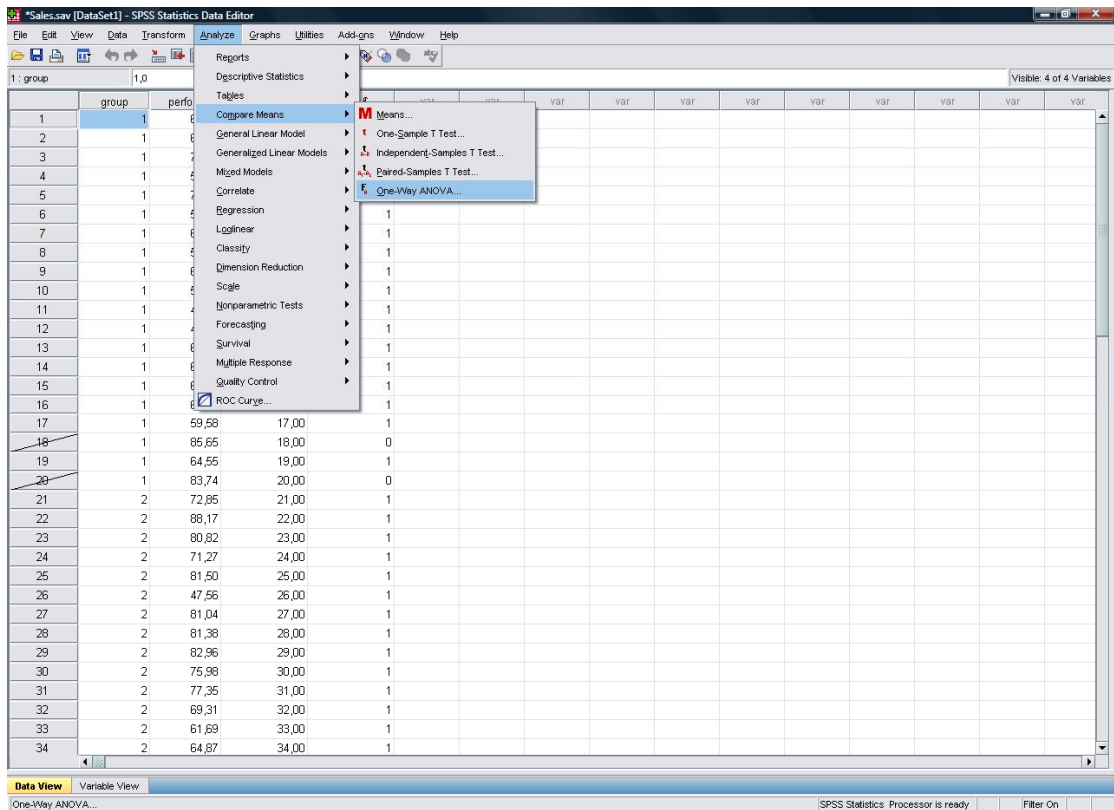 *Sales.sav [DataSet1] - SPSS Statistics Data Editor
File Edit View Data Transform Analyze Graphs Utilities Add-ons Window Help
1 : group 1,0 Visible: 4 of 4 Variables
group perfo var var var var var var var var var
Reports
Descriptive Statistics
Tables
Compare Means
General Linear Model
Generalized Linear Models
Mixed Models
Correlate
Regression
Loglinear
Classify
Dimension Reduction
Scale
Nonparametric Tests
Forecasting
Survival
Multiple Response
Quality Control
ROC Curve...
M Means...
One-Sample T Test...
Independent-Samples T Test...
Paired-Samples T Test...
One-Way ANOVA...
1 1
2 1
3 1
4 1
5 1
6 1 1
7 1 1
8 1 1
9 1 1
10 1 1
11 1 1
12 1 1
13 1 1
14 1 1
15 1 1
16 1 1
17 1 59,58 17,00 1
18 1 85,65 18,00 0
19 1 64,55 19,00 1
20 1 83,74 20,00 0
21 2 72,85 21,00 1
22 2 88,17 22,00 1
23 2 80,82 23,00 1
24 2 71,27 24,00 1
25 2 81,50 25,00 1
26 2 47,56 26,00 1
27 2 81,04 27,00 1
28 2 81,38 28,00 1
29 2 82,96 29,00 1
30 2 75,98 30,00 1
31 2 77,35 31,00 1
32 2 69,31 32,00 1
33 2 61,69 33,00 1
34 2 64,87 34,00 1
Data View Variable View
One-Way ANOVA... SPSS Statistics Processor is ready Filter On